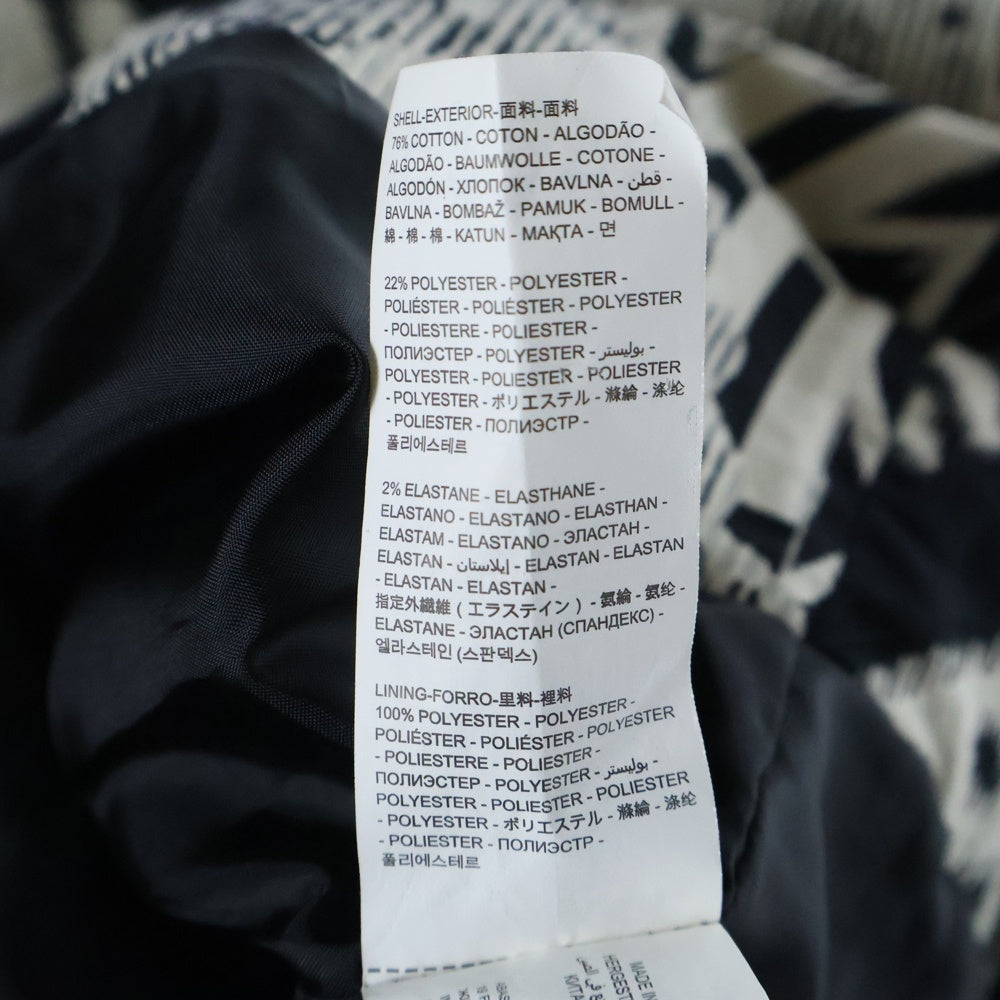 SHELL-EXTERIOR-面料-面料
76% COTTON - COTON - ALGODÃO -
ALGODÃO - BAUMWOLLE - COTONE -
ALGODÓN - ХЛОПОК - BAVLNA - قطن -
BAVLNA - BOMBAŽ - PAMUK - BOMULL -
綿 - 棉 - 棉 - KATUN - МАҚТА - 면
22% POLYESTER - POLYESTER -
POLIÉSTER - POLIÉSTER - POLYESTER
- POLIESTERE - POLIESTER -
ПОЛИЭСТЕР - POLYESTER - بوليستر -
POLYESTER - POLIESTER - POLIESTER
- POLYESTER - ポリエステル - 滌綸 - 涤纶
- POLIESTER - ПОЛИЭСТР -
폴리에스테르
2% ELASTANE - ELASTHANE -
ELASTANO - ELASTANO - ELASTHAN -
ELASTAM - ELASTANO - ЭЛАСТАН -
ELASTAN - إيلاستان - ELASTAN - ELASTAN
- ELASTAN - ELASTAN -
指定外繊維 ( エラステイン ) - 氨綸 - 氨纶 -
ELASTANE - ЭЛАСТАН (СПАНДЕКС) -
엘라스테인 (스판덱스)
LINING-FORRO-里料-裡料
100% POLYESTER - POLYESTER -
POLIÉSTER - POLIÉSTER - POLYESTER
- POLIESTERE - POLIESTER -
ПОЛИЭСТЕР - POLYESTER - بوليستر -
POLYESTER - POLIESTER - POLIESTER
- POLYESTER - ポリエステル - 滌綸 - 涤纶
- POLIESTER - ПОЛИЭСТР -
폴리에스테르
MADE IN